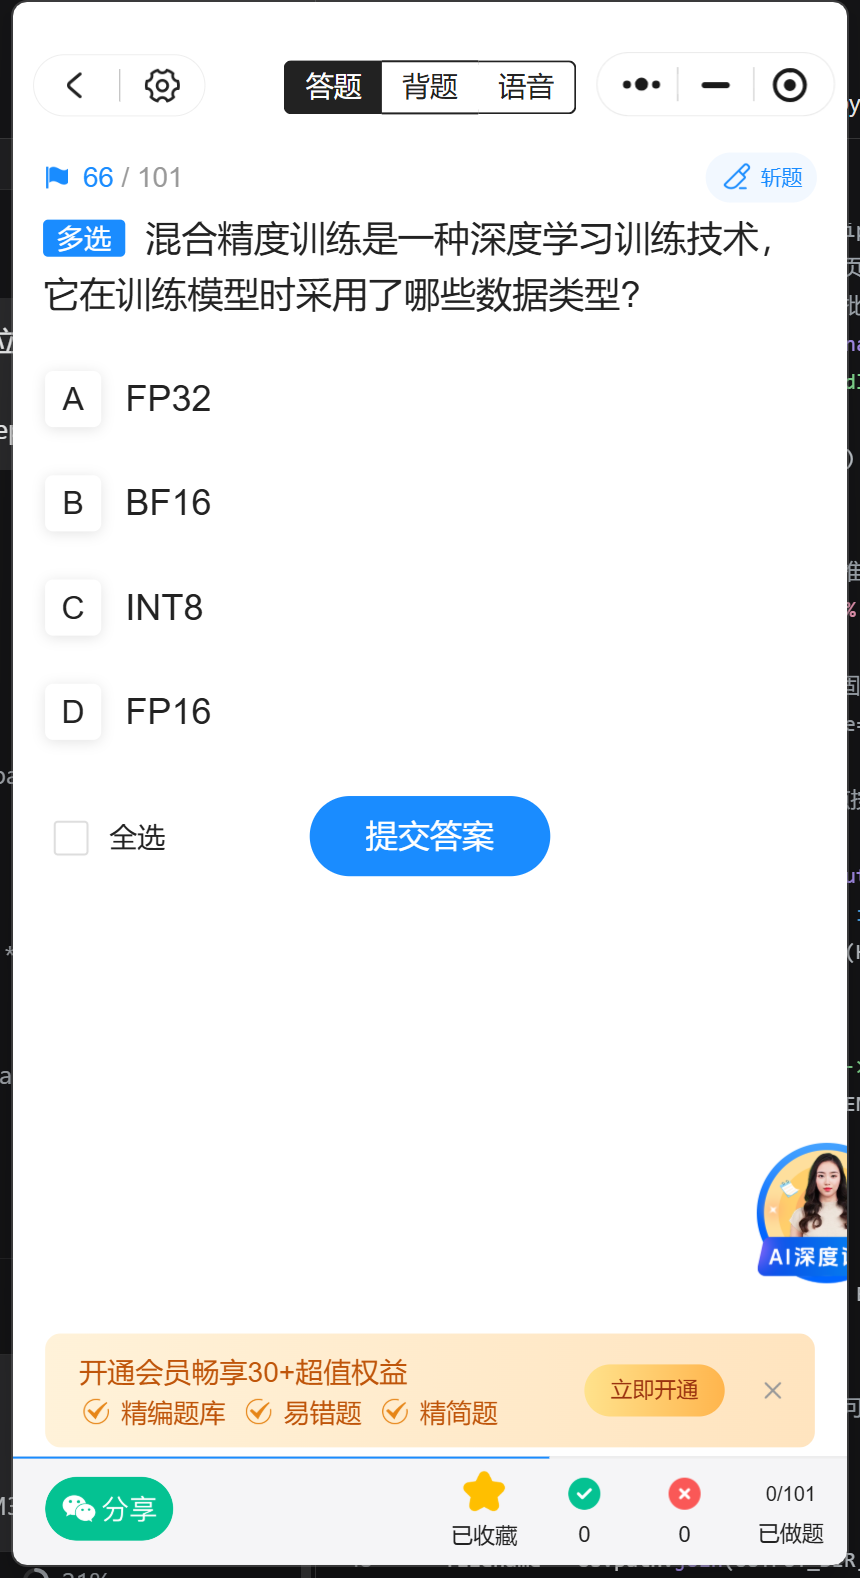 答题 背题 语音
66 / 101
斩题
多选 混合精度训练是一种深度学习训练技术,
它在训练模型时采用了哪些数据类型?
A FP32
B BF16
C INT8
D FP16
全选
提交答案
AI深度
开通会员畅享30+超值权益
精编题库 易错题 精简题
立即开通
分享
已收藏
0
0
0/101
已做题